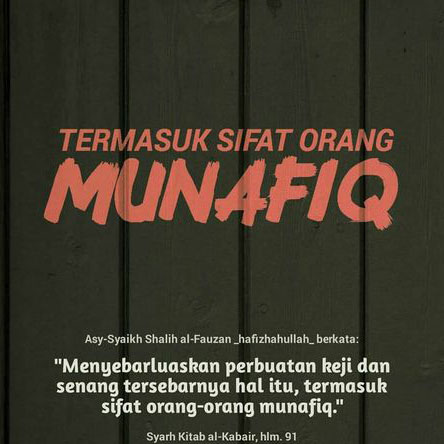 TERMASUK SIFAT ORANG
MUNAFIQ
Asy-Syaikh Shalih al-Fauzan _hafizhahullah_ berkata:
"Menyebarluaskan perbuatan keji dan
senang tersebarnya hal itu, termasuk
sifat orang-orang munafiq."
Syarh Kitab al-Kabair, hlm. 91